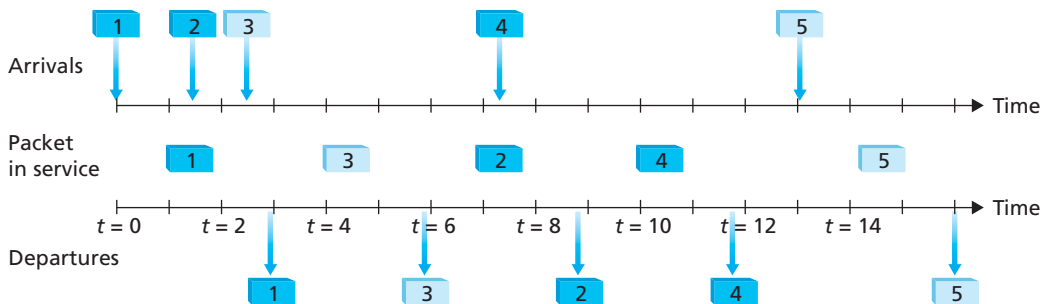 1 2 3 4 5
Arrivals
Time
Packet
in service
1 3 2 4 5
Time
t = 0 t = 2 t = 4 t = 6 t = 8 t = 10 t = 12 t = 14
Departures
1 3 2 4 5